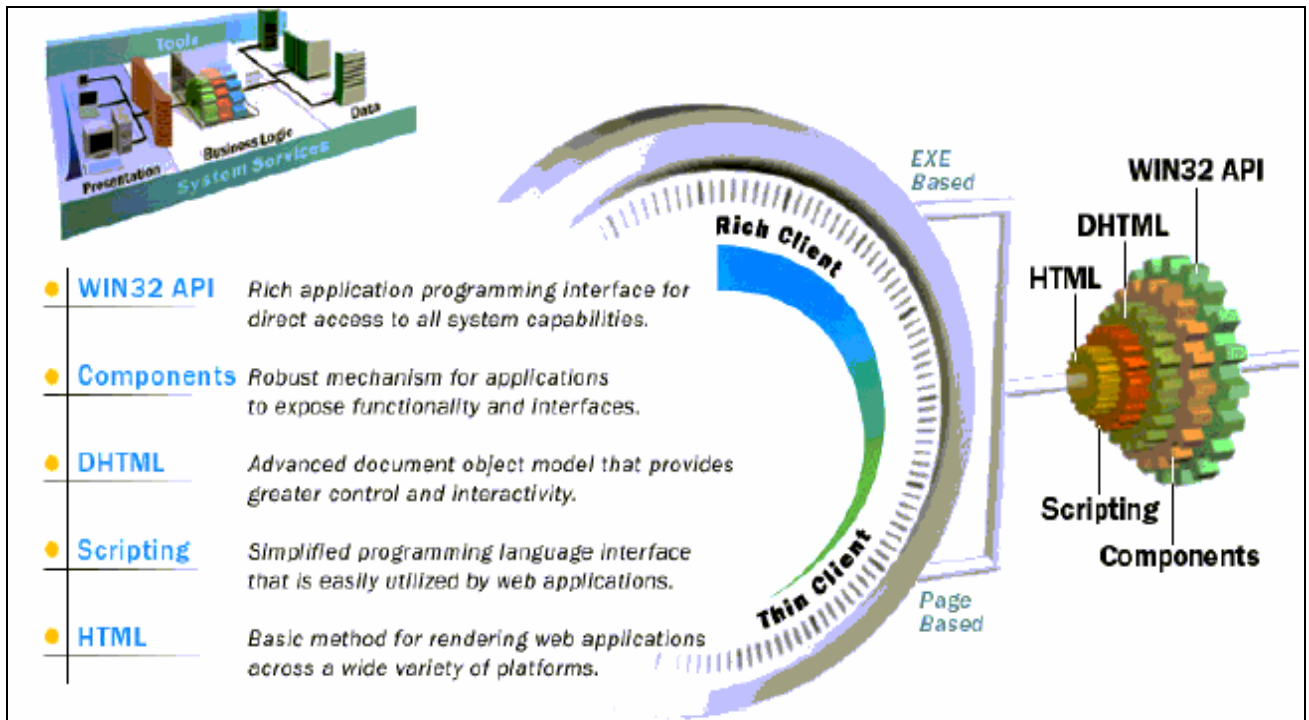 Tools
Data
Business Logic
Presentation
System Services
WIN32 API
Rich application programming interface for
direct access to all system capabilities.
Components
Robust mechanism for applications
to expose functionality and interfaces.
DHTML
Advanced document object model that provides
greater control and interactivity.
Scripting
Simplified programming language interface
that is easily utilized by web applications.
HTML
Basic method for rendering web applications
across a wide variety of platforms.
Rich Client
Thin Client
EXE
Based
Page
Based
WIN32 API
DHTML
HTML
Scripting
Components